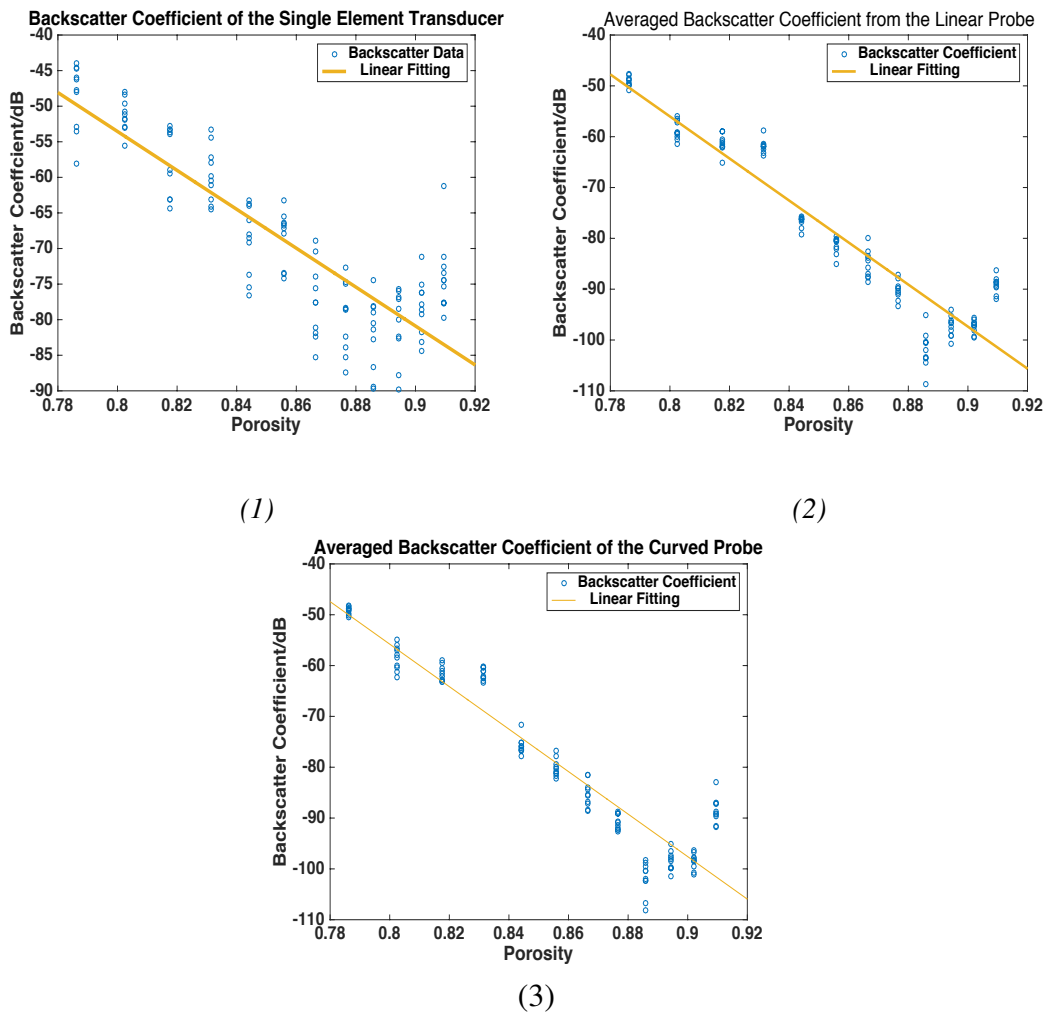 Backscatter Coefficient of the Single Element Transducer
-40
-45
-50
-55
-60
-65
-70
-75
-80
-85
-90
Backscatter Coeffcient/dB
Backscatter Data
Linear Fitting
0.78 0.8 0.82 0.84 0.86 0.88 0.9 0.92
Porosity
(1)
Averaged Backscatter Coefficient from the Linear Probe
-40
-50
-60
-70
-80
-90
-100
-110
Backscatter Coefficient/dB
Backscatter Coefficient
Linear Fitting
0.78 0.8 0.82 0.84 0.86 0.88 0.9 0.92
Porosity
(2)
Averaged Backscatter Coefficient of the Curved Probe
-40
-50
-60
-70
-80
-90
-100
-110
Backscatter Coefficient/dB
Backscatter Coefficient
Linear Fitting
0.78 0.8 0.82 0.84 0.86 0.88 0.9 0.92
Porosity
(3)